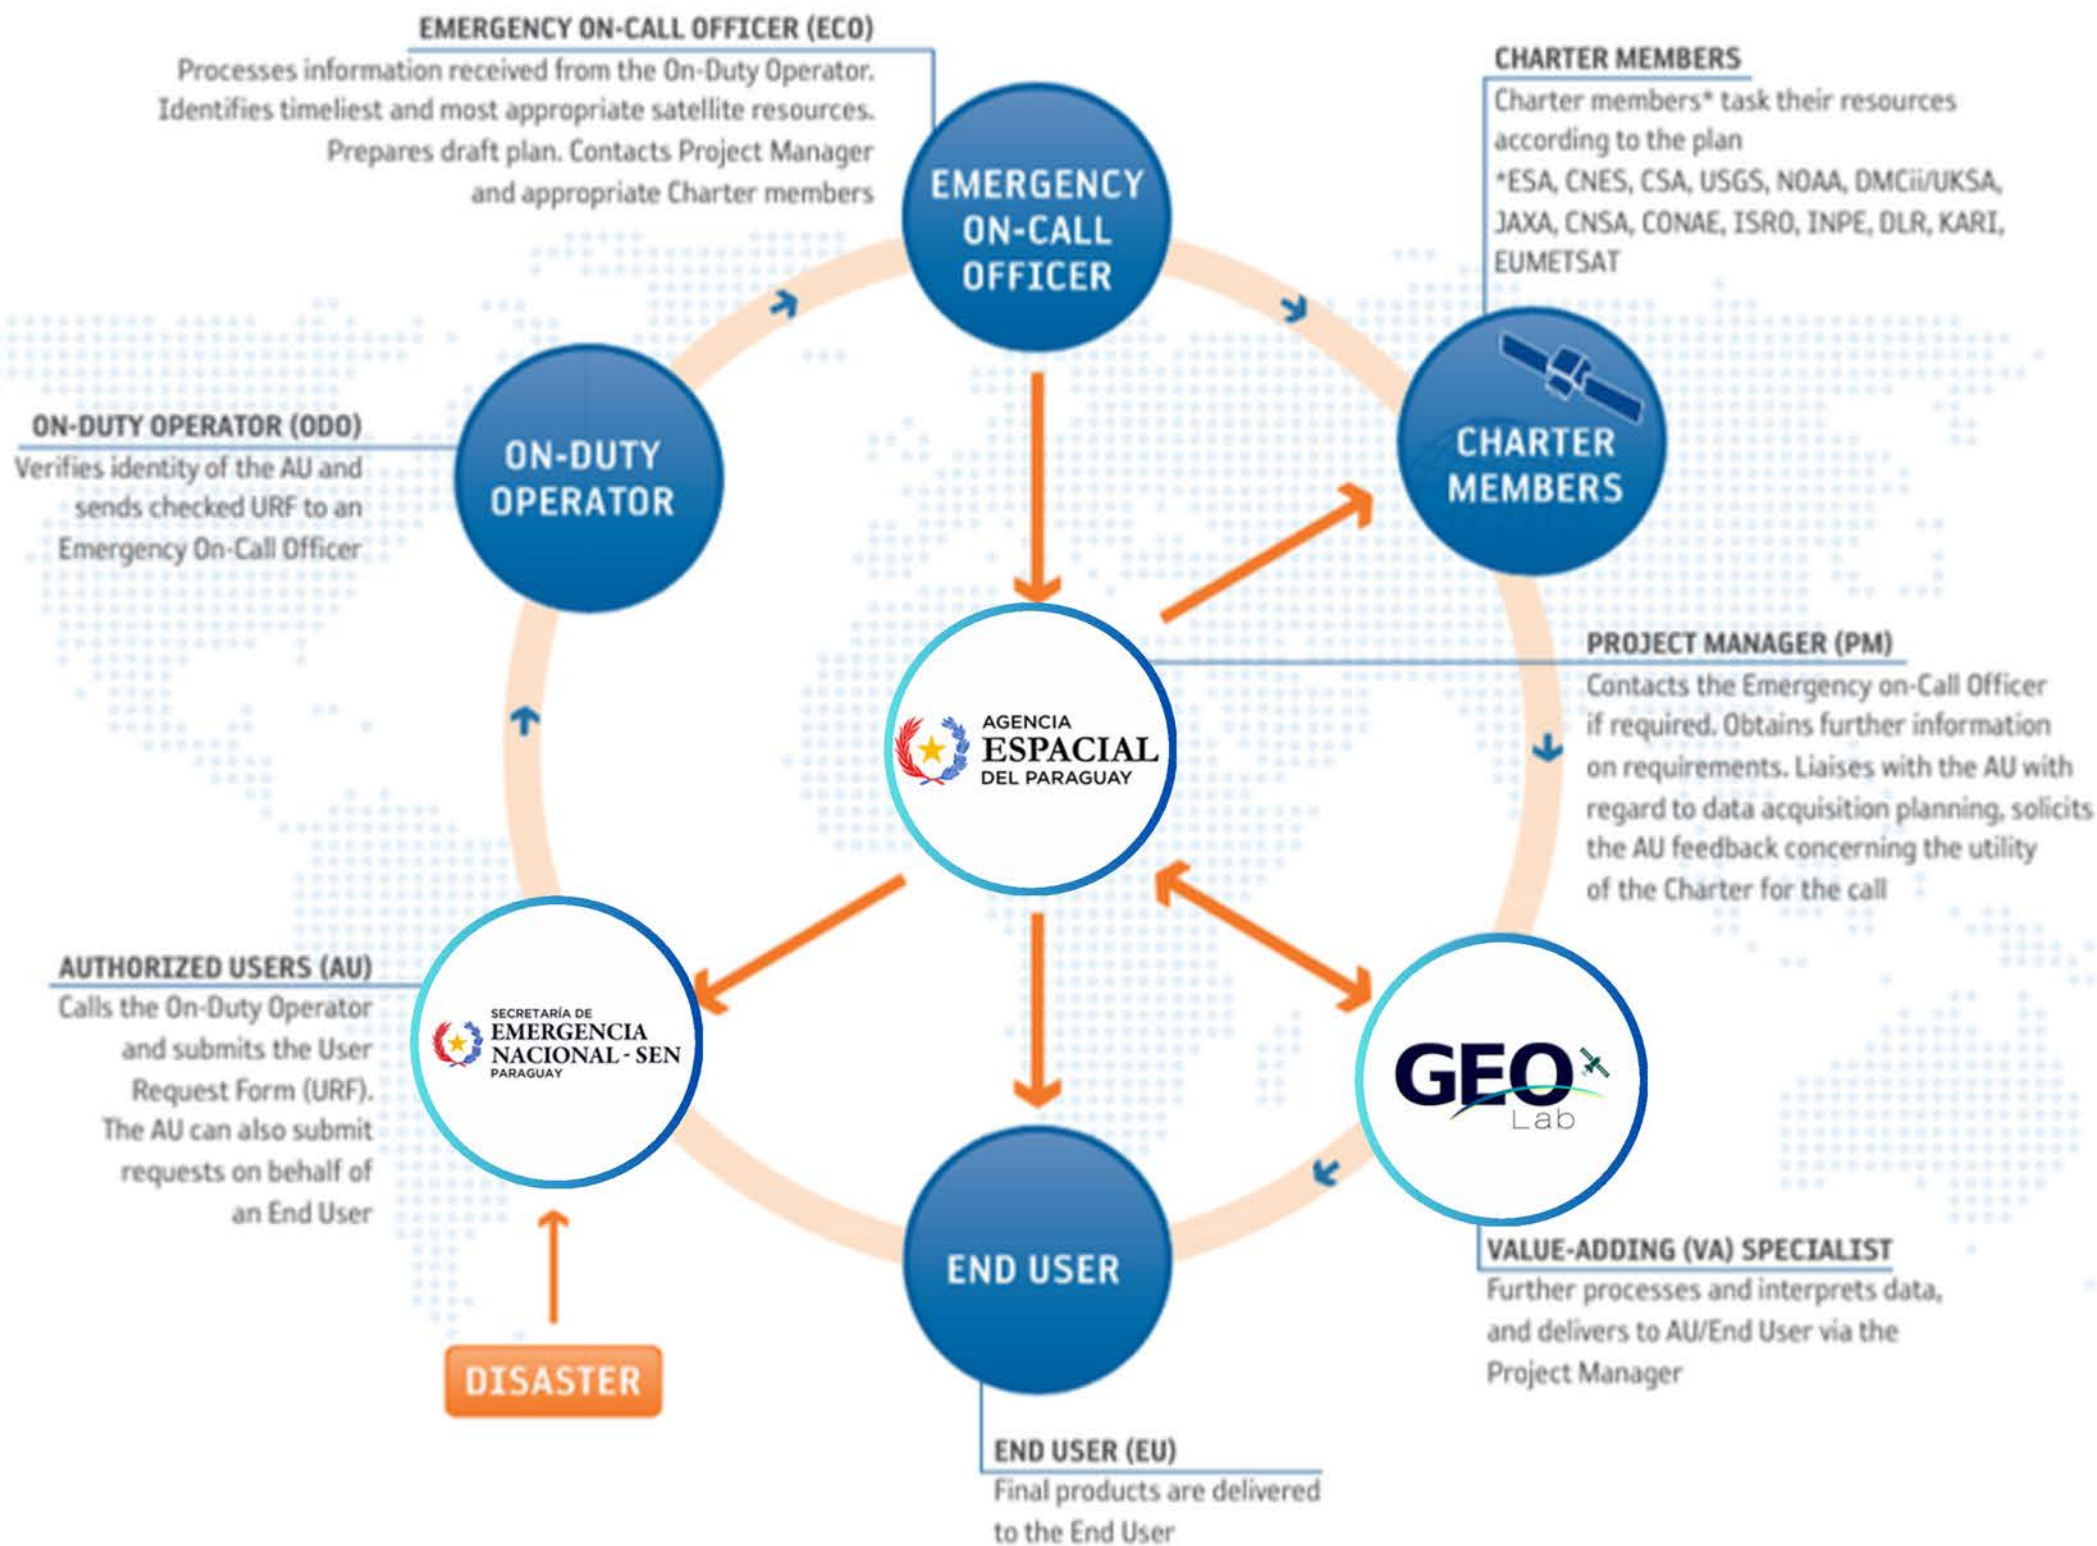 EMERGENCY ON-CALL OFFICER (ECO)
Processes information received from the On-Duty Operator.
Identifies timeliest and most appropriate satellite resources.
Prepares draft plan. Contacts Project Manager
and appropriate Charter members
EMERGENCY
ON-CALL
OFFICER
CHARTER MEMBERS
Charter members* task their resources
according to the plan
*ESA, CNES, CSA, USGS, NOAA, DMCii/UKSA,
JAXA, CNSA, CONAE, ISRO, INPE, DLR, KARI,
EUMETSAT
CHARTER
MEMBERS
ON-DUTY OPERATOR (ODO)
Verifies identity of the AU and
sends checked URF to an
Emergency On-Call Officer
ON-DUTY
OPERATOR
AGENCIA
ESPACIAL
DEL PARAGUAY
PROJECT MANAGER (PM)
Contacts the Emergency on-Call Officer
if required. Obtains further information
on requirements. Liaises with the AU with
regard to data acquisition planning, solicits
the AU feedback concerning the utility
of the Charter for the call
AUTHORIZED USERS (AU)
Calls the On-Duty Operator
and submits the User
Request Form (URF).
The AU can also submit
requests on behalf of
an End User
SECRETARÍA DE
EMERGENCIA
NACIONAL - SEN
PARAGUAY
GEO
Lab
VALUE-ADDING (VA) SPECIALIST
Further processes and interprets data,
and delivers to AU/End User via the
Project Manager
END USER
DISASTER
END USER (EU)
Final products are delivered
to the End User